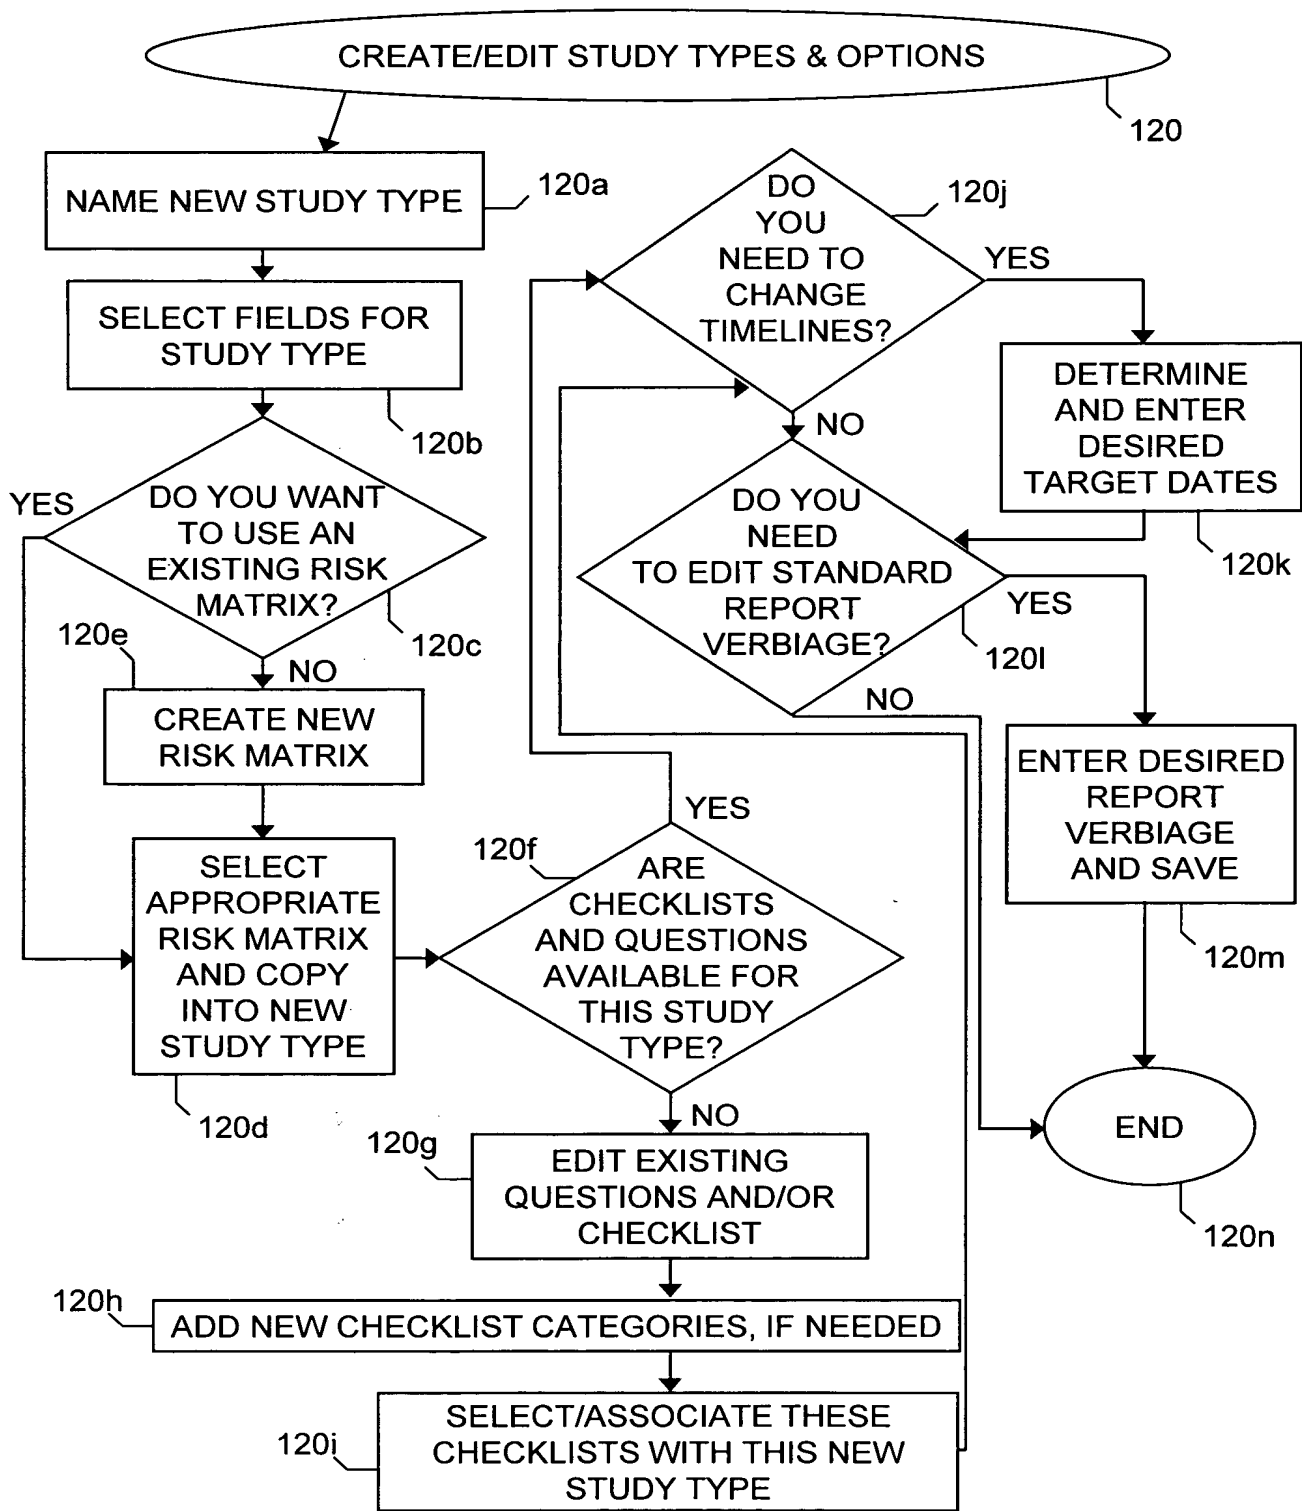 CREATE/EDIT STUDY TYPES & OPTIONS
120
NAME NEW STUDY TYPE
120a
SELECT FIELDS FOR
STUDY TYPE
120b
YES
DO YOU WANT
TO USE AN
EXISTING RISK
MATRIX?
120c
120e
NO
CREATE NEW
RISK MATRIX
SELECT
APPROPRIATE
RISK MATRIX
AND COPY
INTO NEW
STUDY TYPE
120d
120f
YES
ARE
CHECKLISTS
AND QUESTIONS
AVAILABLE FOR
THIS STUDY
TYPE?
NO
120g
EDIT EXISTING
QUESTIONS AND/OR
CHECKLIST
120h
ADD NEW CHECKLIST CATEGORIES, IF NEEDED
120i
SELECT/ASSOCIATE THESE
CHECKLISTS WITH THIS NEW
STUDY TYPE
DO
YOU
NEED TO
CHANGE
TIMELINES?
120j
YES
NO
DETERMINE
AND ENTER
DESIRED
TARGET DATES
120k
DO YOU
NEED
TO EDIT STANDARD
REPORT
VERBIAGE?
120l
YES
NO
ENTER DESIRED
REPORT
VERBIAGE
AND SAVE
120m
END
120n